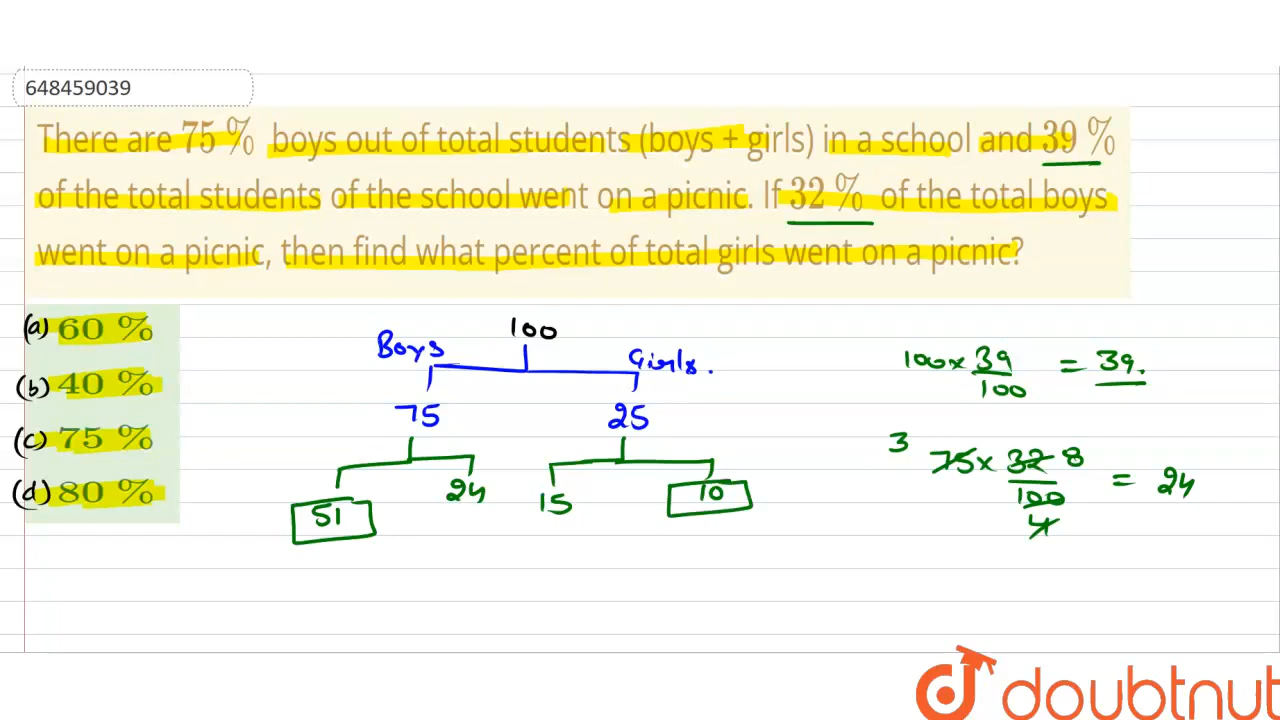 648459039
There are 75 % boys out of total students (boys + girls) in a school and 39 %
of the total students of the school went on a picnic. If 32 % of the total boys
went on a picnic, then find what percent of total girls went on a picnic?
(a) 60 %
(b) 40 %
(c) 75 %
(d) 80 %
100
Boys Girls.
75 25
51 24 15 10
100 × 39/100 = 39.
3 75 × 32 8
100
4
= 24
doubtnut